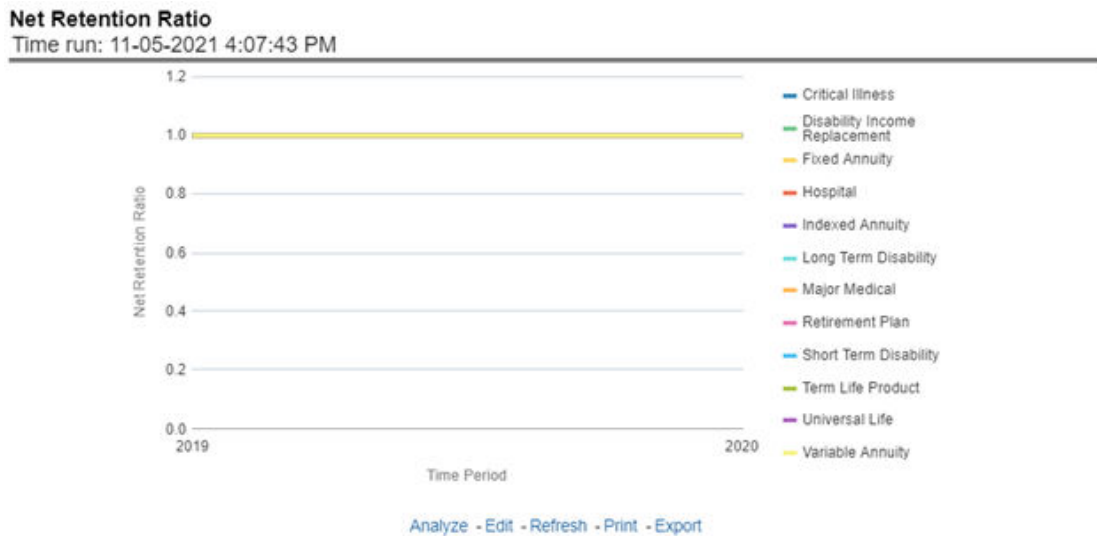 Net Retention Ratio
Time run: 11-05-2021 4:07:43 PM
1.2
1.0
0.8
0.6
0.4
0.2
0.0
Net Retention Ratio
2019
2020
Time Period
Critical Illness
Disability Income
Replacement
Fixed Annuity
Hospital
Indexed Annuity
Long Term Disability
Major Medical
Retirement Plan
Short Term Disability
Term Life Product
Universal Life
Variable Annuity
Analyze - Edit - Refresh - Print - Export